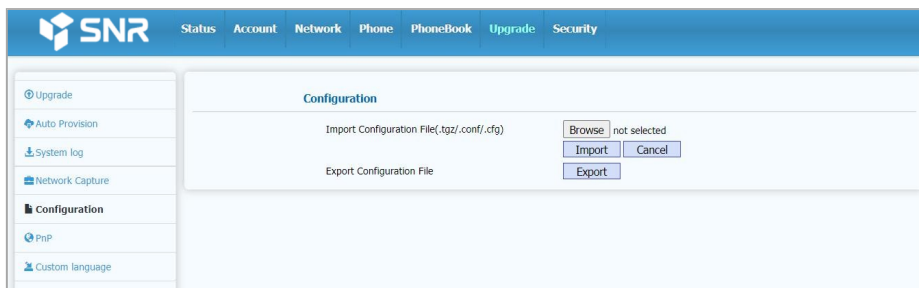 SNR
Status Account Network Phone PhoneBook Upgrade Security
Upgrade
Auto Provision
System log
Network Capture
Configuration
PnP
Custom language
Configuration
Import Configuration File(.tgz/.conf/.cfg) Browse not selected
Import Cancel
Export Configuration File Export